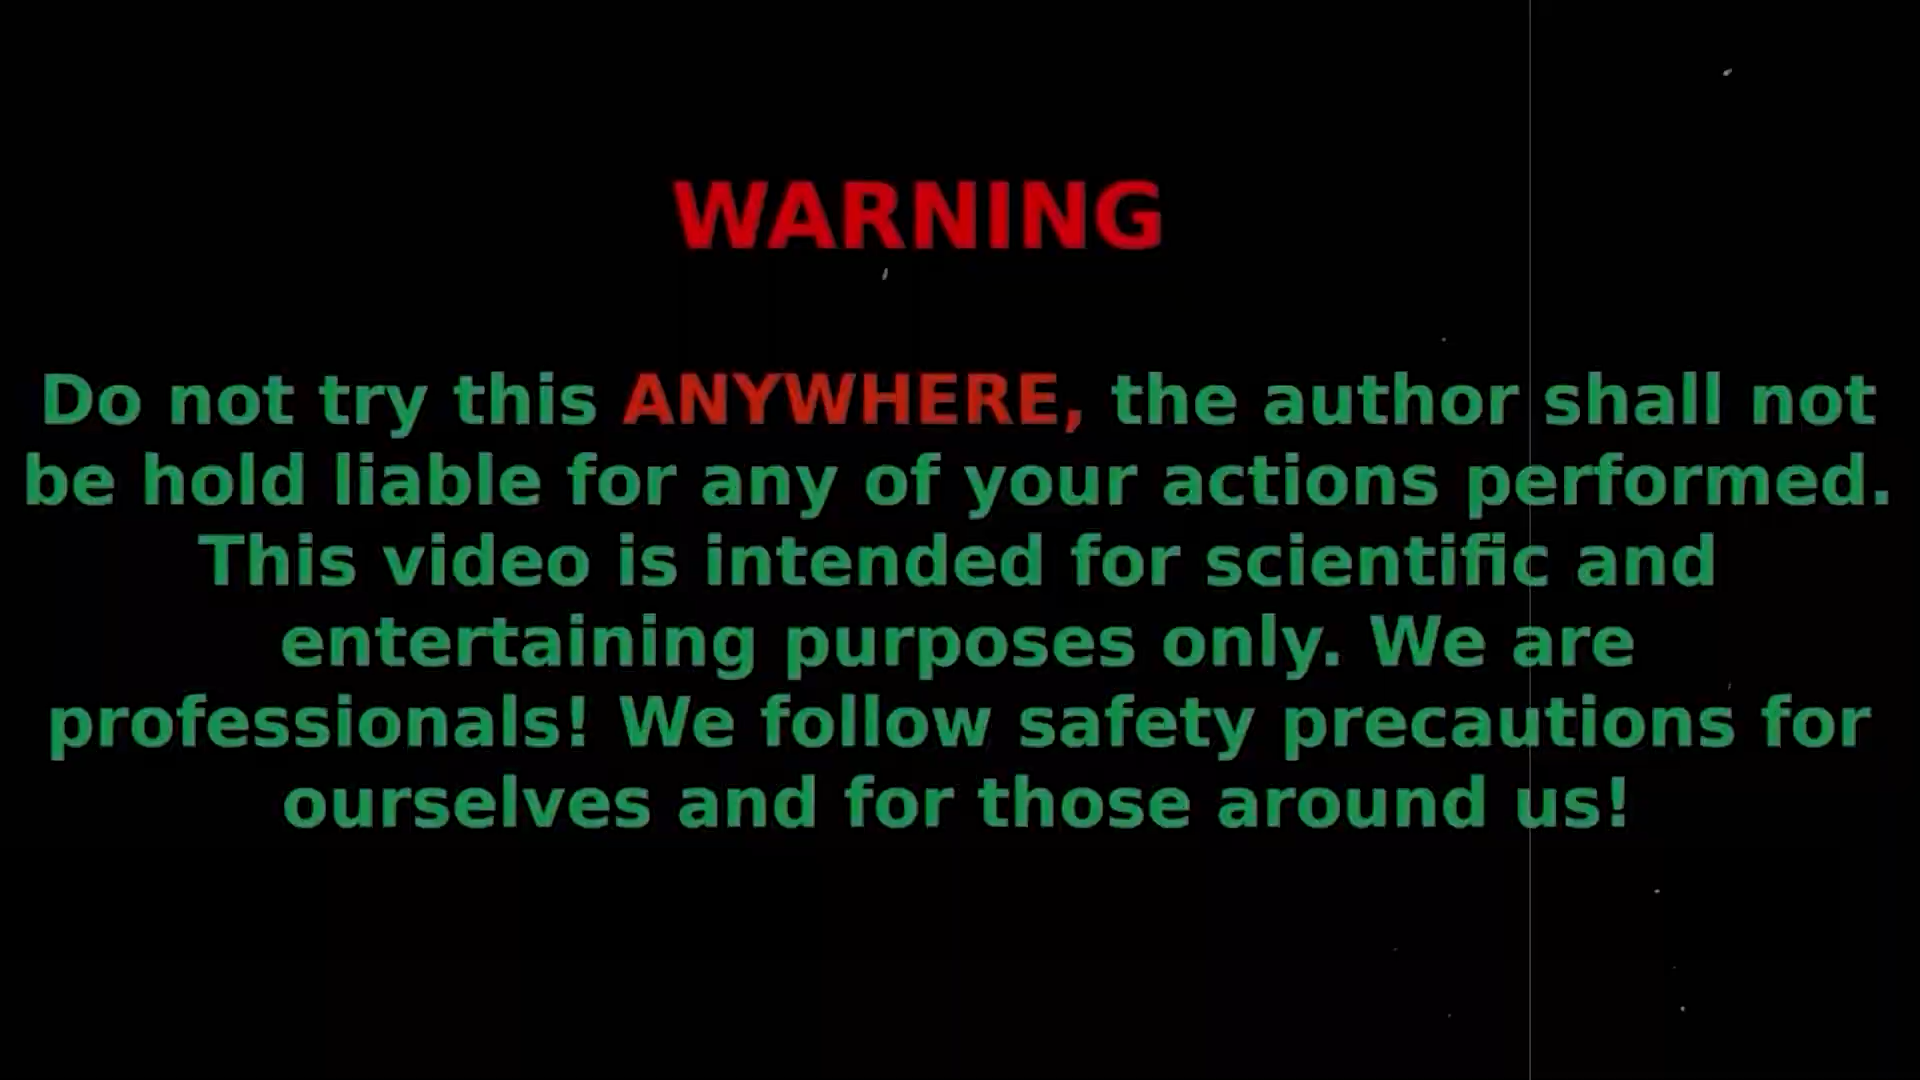 WARNING
Do not try this ANYWHERE, the author shall not
be hold liable for any of your actions performed.
This video is intended for scientific and
entertaining purposes only. We are
professionals! We follow safety precautions for
ourselves and for those around us!